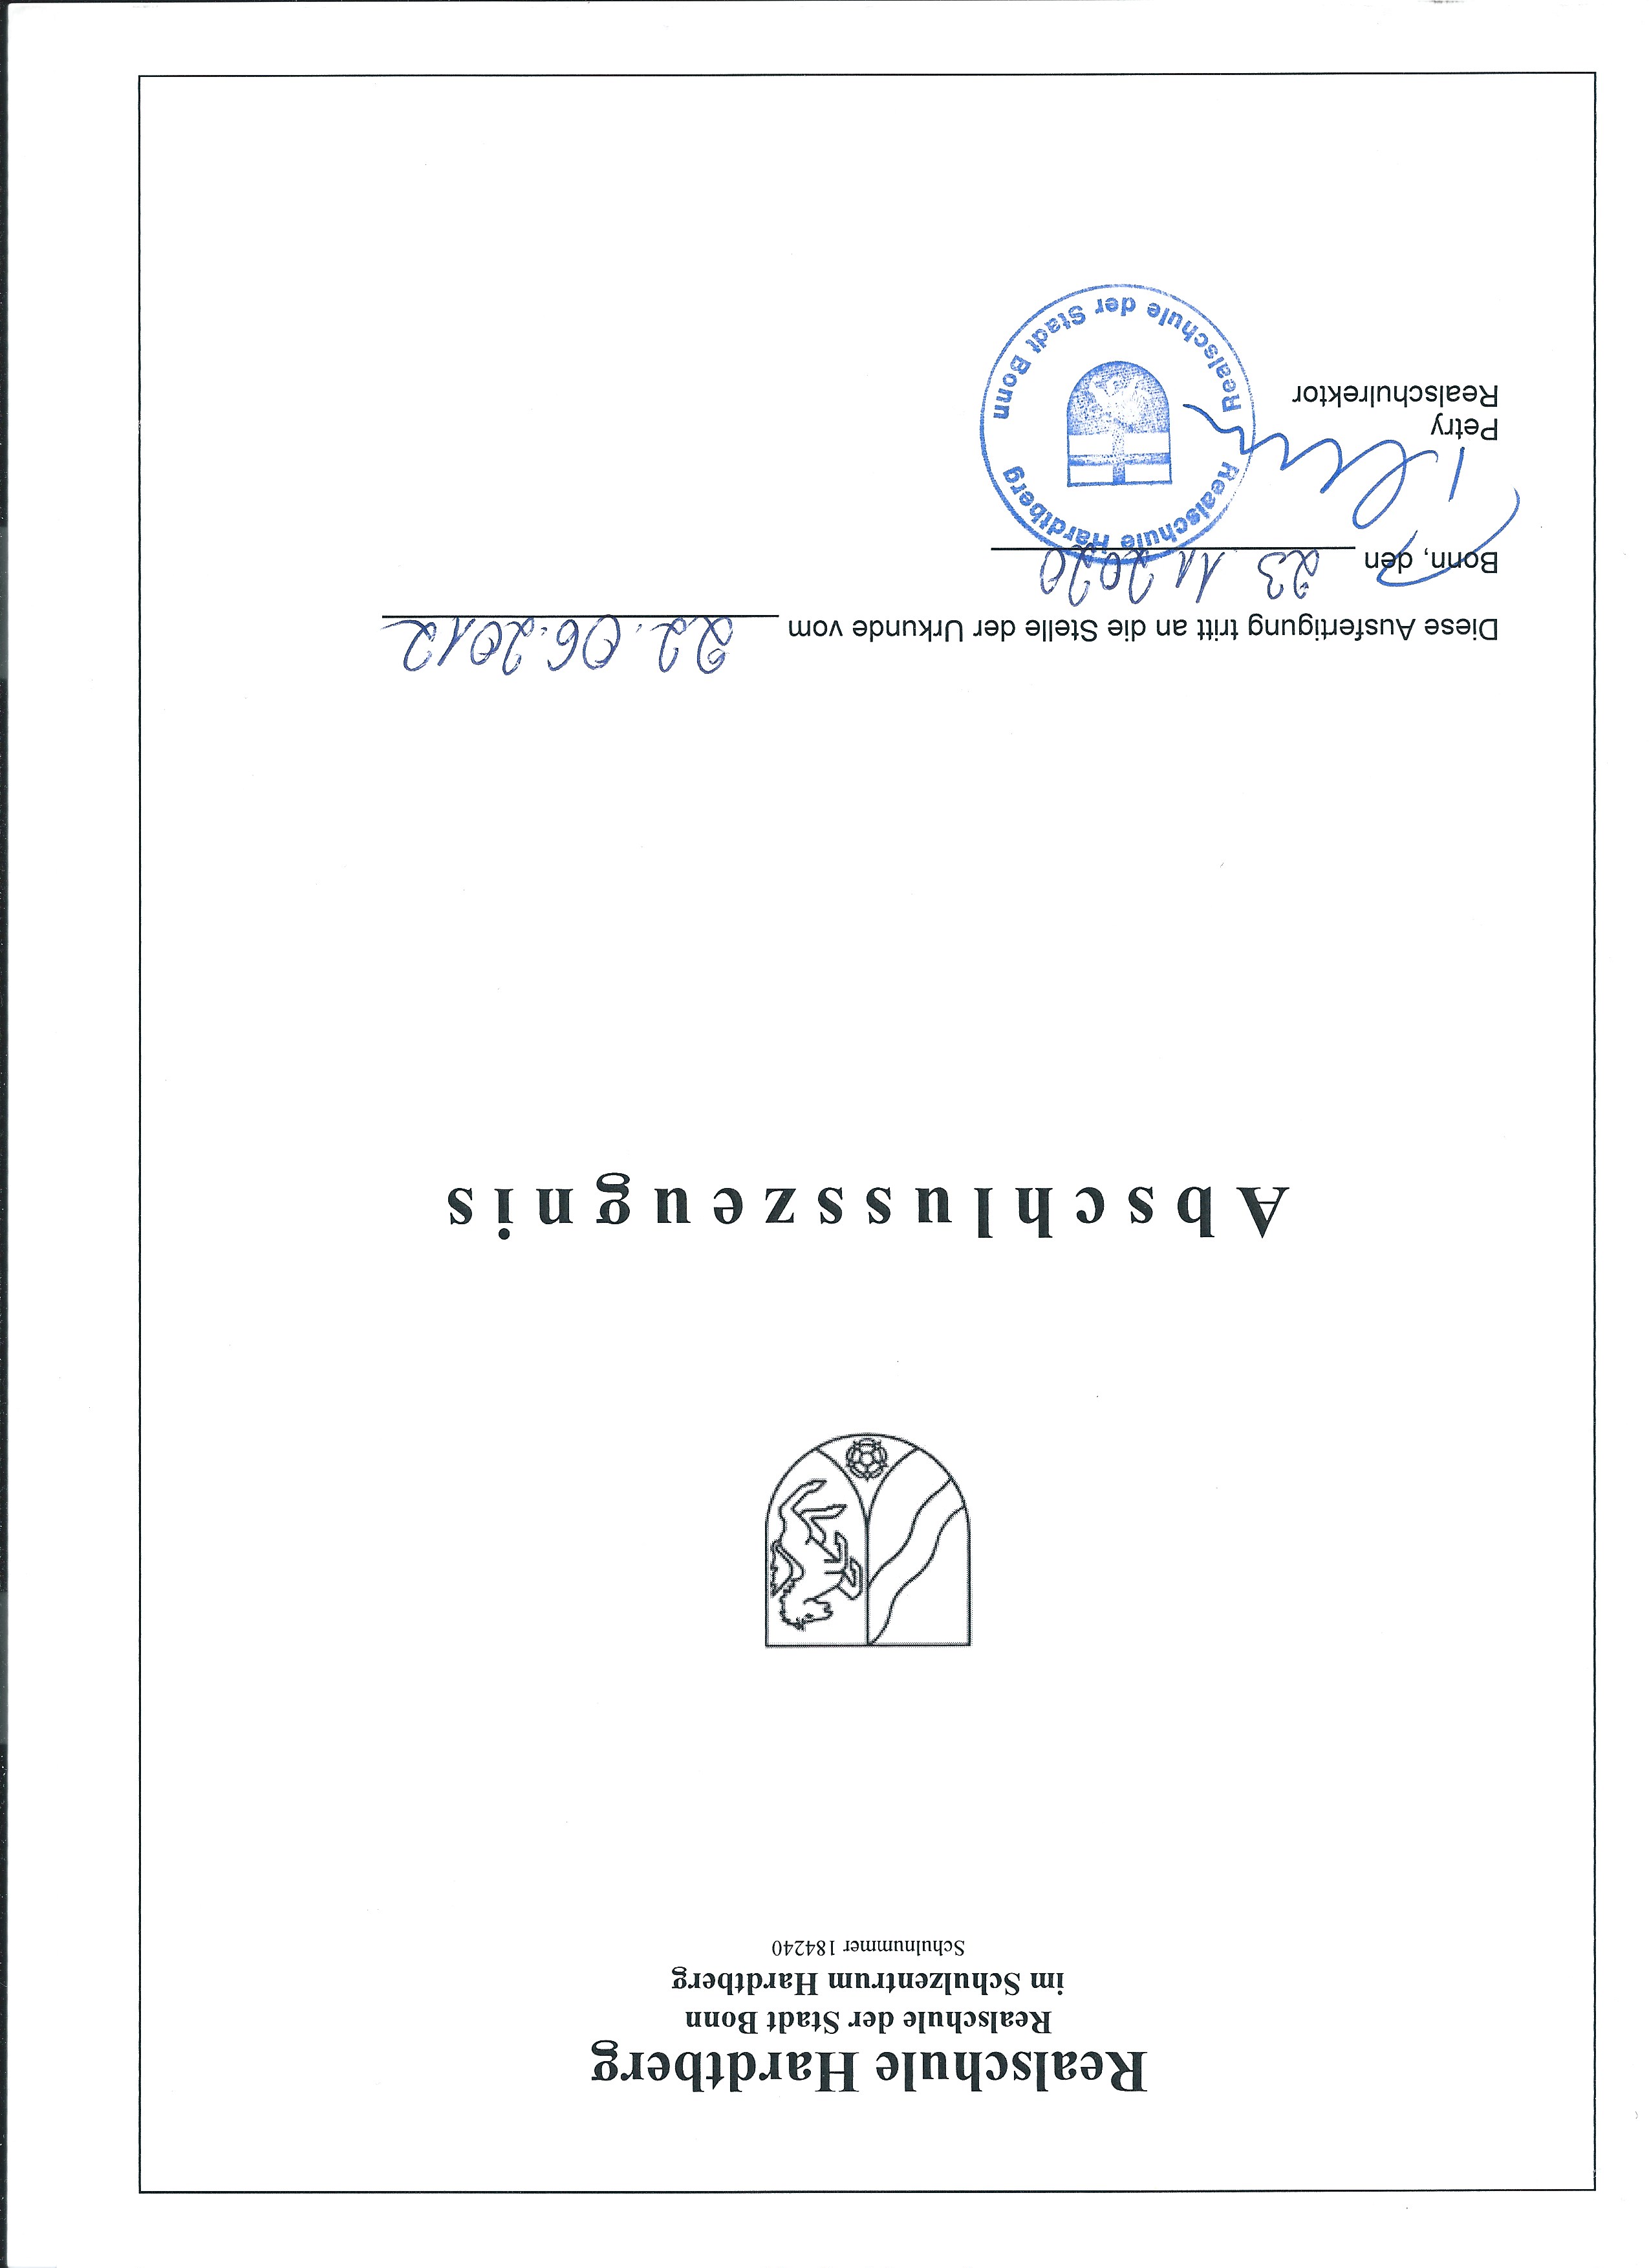 Realschule Hardtberg
Realschule der Stadt Bonn
im Schulzentrum Hardtberg
Schulnummer 184240
Abschlusszeugnis
Diese Ausfertigung tritt an die Stelle der Urkunde vom 22.06.2012
Bonn, den 23 11 2020
Petry
Realschulrektor
Realschule Hardtberg
Realschule der Stadt Bonn